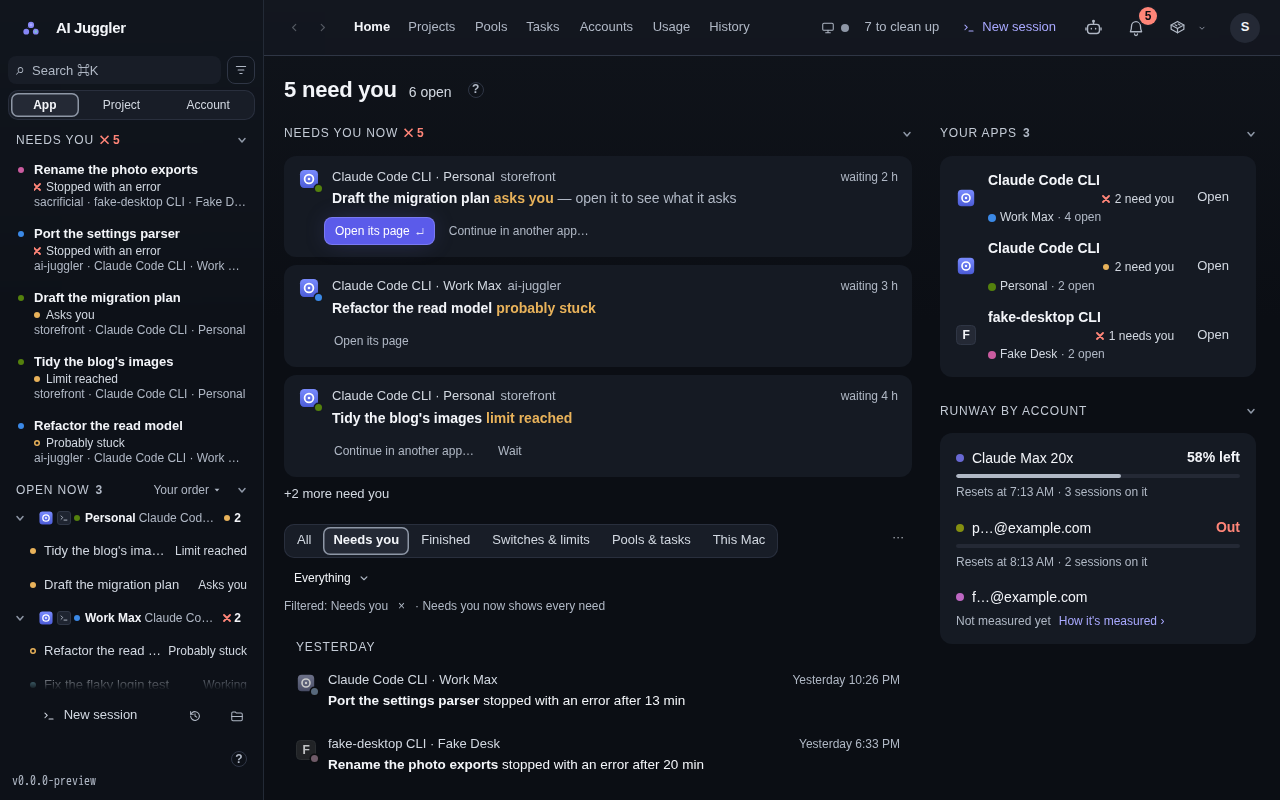 AI Juggler
Search ⌘K
App
Project
Account
NEEDS YOU 5
Rename the photo exports
Stopped with an error
sacrificial · fake-desktop CLI · Fake D…
Port the settings parser
Stopped with an error
ai-juggler · Claude Code CLI · Work …
Draft the migration plan
Asks you
storefront · Claude Code CLI · Personal
Tidy the blog's images
Limit reached
storefront · Claude Code CLI · Personal
Refactor the read model
Probably stuck
ai-juggler · Claude Code CLI · Work …
OPEN NOW 3
Your order
Personal Claude Cod… 2
Tidy the blog's ima… Limit reached
Draft the migration plan Asks you
Work Max Claude Co… 2
Refactor the read … Probably stuck
Fix the flaky login test Working
New session
?
v0.0.0-preview
Home
Projects
Pools
Tasks
Accounts
Usage
History
7 to clean up
New session
5
S
5 need you 6 open ?
NEEDS YOU NOW 5
Claude Code CLI · Personal storefront waiting 2 h
Draft the migration plan asks you — open it to see what it asks
Open its page Continue in another app…
Claude Code CLI · Work Max ai-juggler waiting 3 h
Refactor the read model probably stuck
Open its page
Claude Code CLI · Personal storefront waiting 4 h
Tidy the blog's images limit reached
Continue in another app… Wait
+2 more need you
All
Needs you
Finished
Switches & limits
Pools & tasks
This Mac
…
Everything
Filtered: Needs you × · Needs you now shows every need
YESTERDAY
Claude Code CLI · Work Max Yesterday 10:26 PM
Port the settings parser stopped with an error after 13 min
F
fake-desktop CLI · Fake Desk Yesterday 6:33 PM
Rename the photo exports stopped with an error after 20 min
YOUR APPS 3
Claude Code CLI
2 need you
Open
Work Max · 4 open
Claude Code CLI
2 need you
Open
Personal · 2 open
F
fake-desktop CLI
1 needs you
Open
Fake Desk · 2 open
RUNWAY BY ACCOUNT
Claude Max 20x 58% left
Resets at 7:13 AM · 3 sessions on it
p…@example.com Out
Resets at 8:13 AM · 2 sessions on it
f…@example.com
Not measured yet How it's measured ›